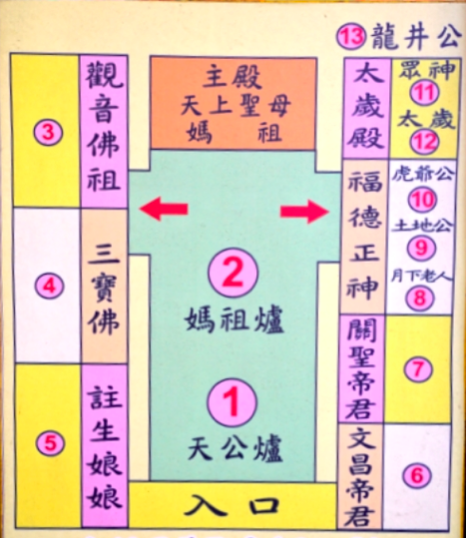 ⑬龍井公
主殿
天上聖母
媽祖
觀音佛祖
③
三寶佛
④
註生娘娘
⑤
太歲殿
眾神
⑪
太歲
⑫
福德正神
虎爺公
⑩
土地公
⑨
月下老人
⑧
關聖帝君
⑦
文昌帝君
⑥
②
媽祖爐
①
天公爐
入口